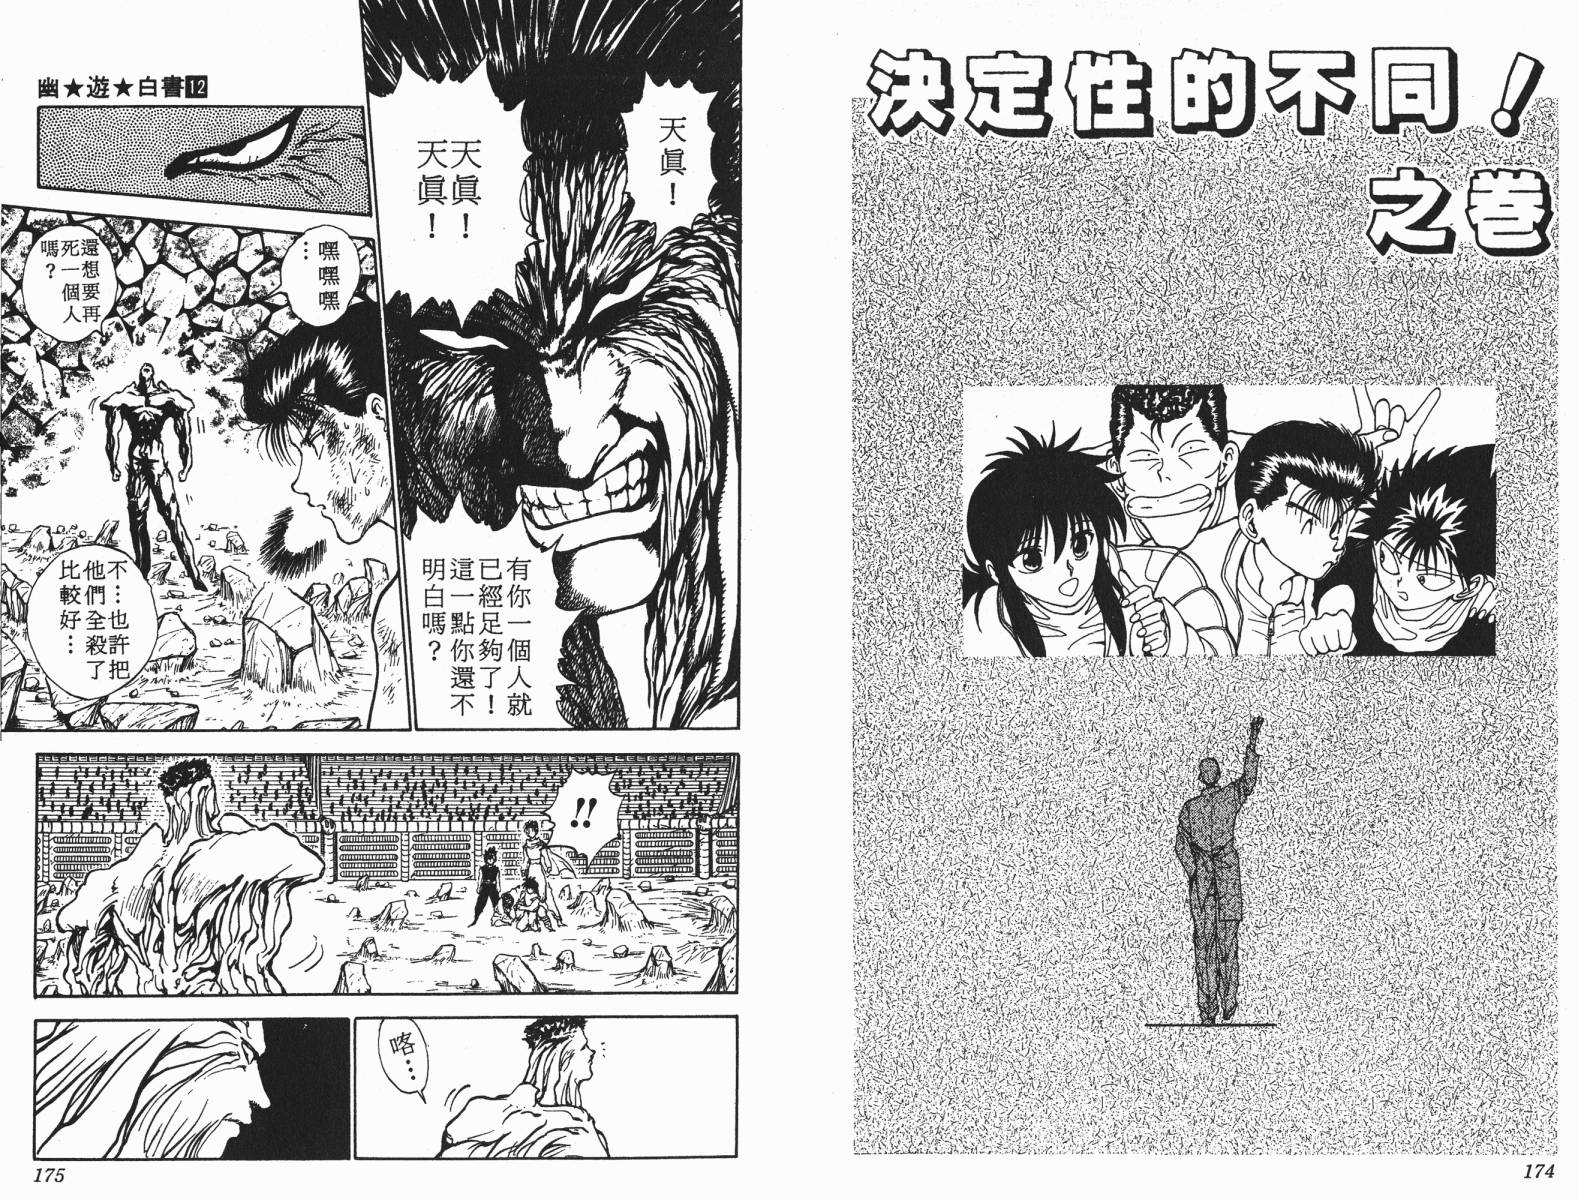 決定性的不同！
之卷
174
幽★遊★白書12
天眞！
天眞！
天眞！
有你一個人就
已經足夠了！
這一點你還不
明白嗎？
嘿嘿嘿
…
還想要再
死一個人
嗎？
不…也許把
他們全殺了
比較好…
!!
喀…
175